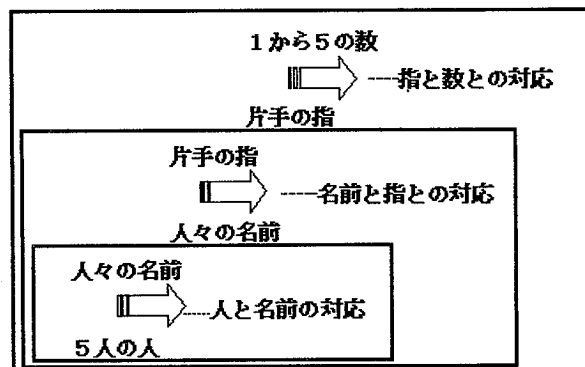 １から５の数
-----指と数との対応
片手の指
片手の指
-----名前と指との対応
人々の名前
人々の名前
-----人と名前の対応
５人の人